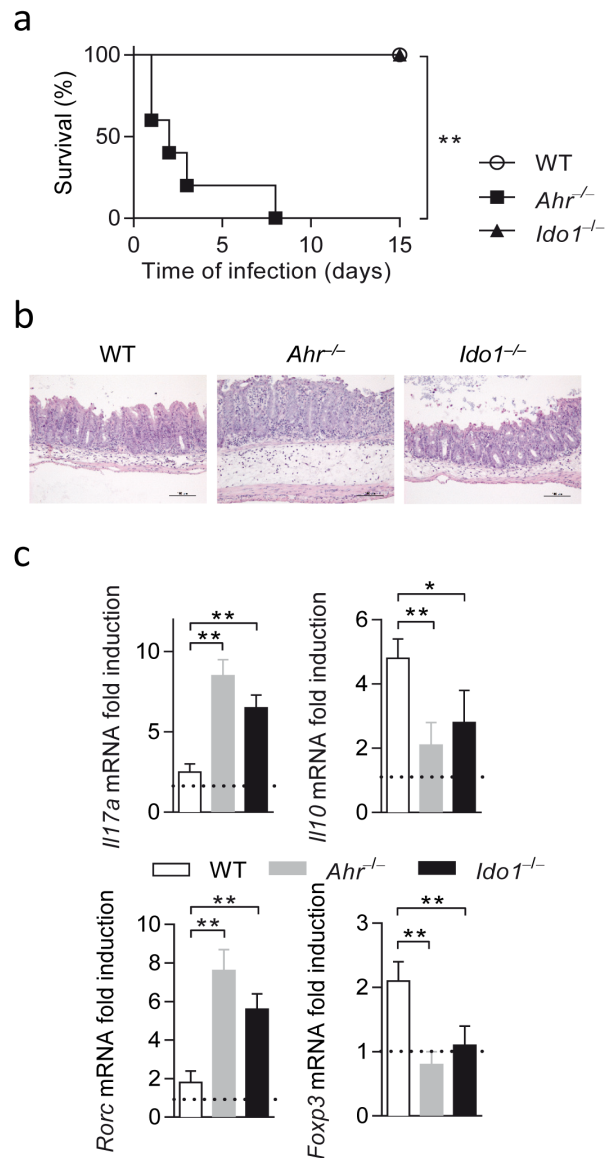 a
Survival (%)
100
50
0
0 5 10 15
Time of infection (days)
**
WT
Ahr–/–
Ido1–/–
b
WT Ahr–/– Ido1–/–
c
Il17a mRNA fold induction
10
5
0
**
**
Il10 mRNA fold induction
6
4
2
0
*
**
WT Ahr–/– Ido1–/–
Rorc mRNA fold induction
10
8
6
4
2
0
**
**
Foxp3 mRNA fold induction
3
2
1
0
**
**